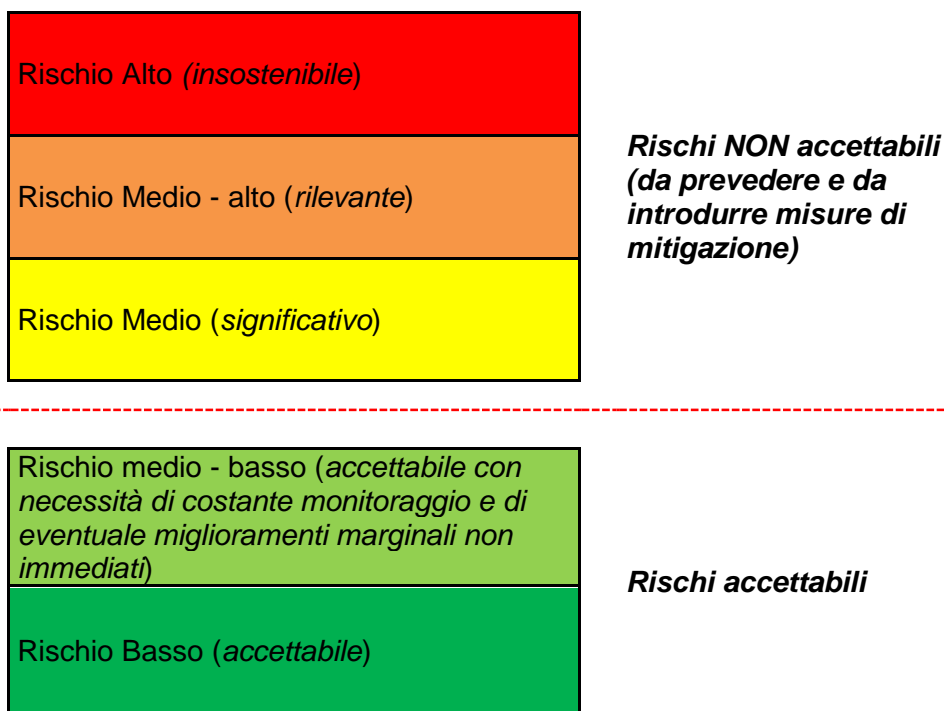 Rischio Alto (insostenibile)
Rischio Medio - alto (rilevante)
Rischio Medio (significativo)
Rischi NON accettabili
(da prevedere e da
introdurre misure di
mitigazione)
Rischio medio - basso (accettabile con
necessità di costante monitoraggio e di
eventuale miglioramenti marginali non
immediati)
Rischio Basso (accettabile)
Rischi accettabili